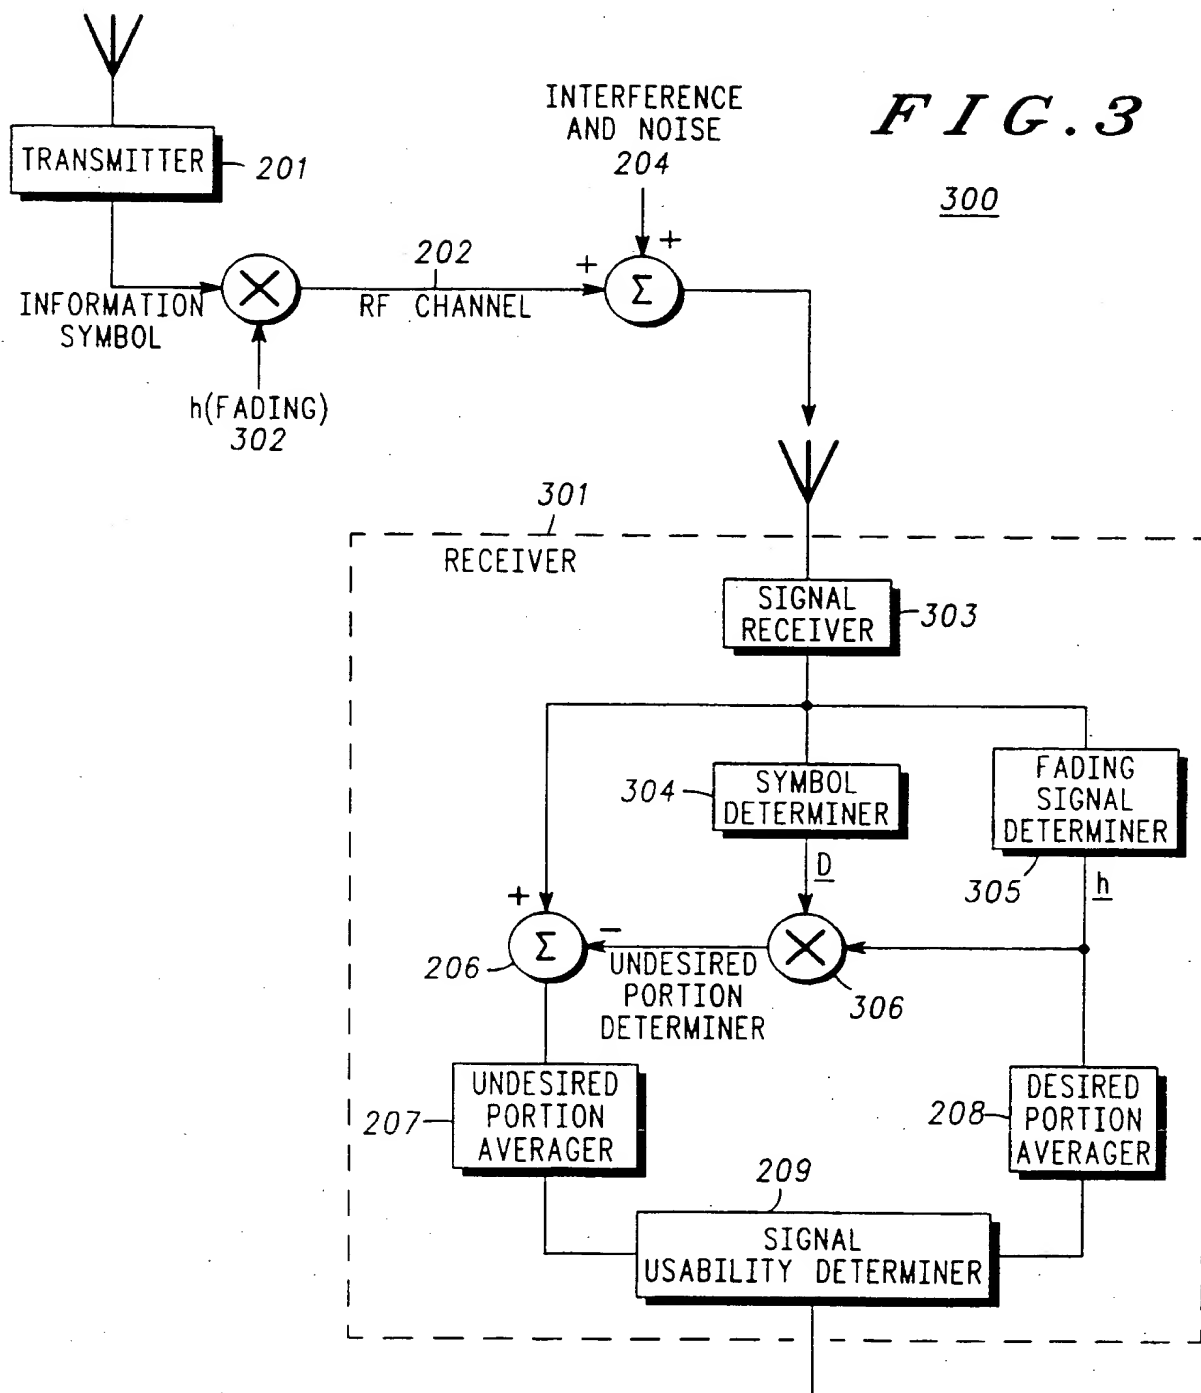 FIG.3
300
TRANSMITTER
201
INTERFERENCE
AND NOISE
204
+
+
Σ
202
RF CHANNEL
INFORMATION
SYMBOL
h(FADING)
302
301
RECEIVER
SIGNAL
RECEIVER
303
304
SYMBOL
DETERMINER
FADING
SIGNAL
DETERMINER
305
D
h
+
Σ
−
206
UNDESIRED
PORTION
DETERMINER
306
207
UNDESIRED
PORTION
AVERAGER
208
DESIRED
PORTION
AVERAGER
209
SIGNAL
USABILITY DETERMINER